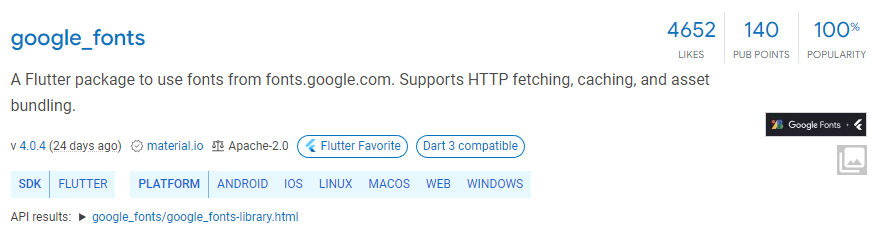 google_fonts
4652
LIKES
140
PUB POINTS
100%
POPULARITY
A Flutter package to use fonts from fonts.google.com. Supports HTTP fetching, caching, and asset
bundling.
Google Fonts +
v 4.0.4 (24 days ago) material.io Apache-2.0 Flutter Favorite Dart 3 compatible
SDK FLUTTER PLATFORM ANDROID IOS LINUX MACOS WEB WINDOWS
API results: ▶ google_fonts/google_fonts-library.html